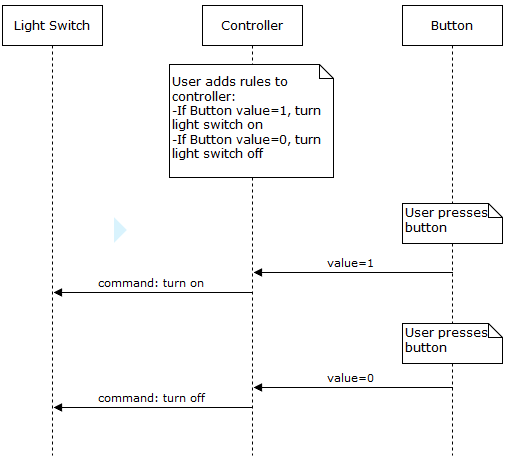 Light Switch
Controller
Button
User adds rules to
controller:
-If Button value=1, turn
light switch on
-If Button value=0, turn
light switch off
User presses
button
value=1
command: turn on
User presses
button
value=0
command: turn off